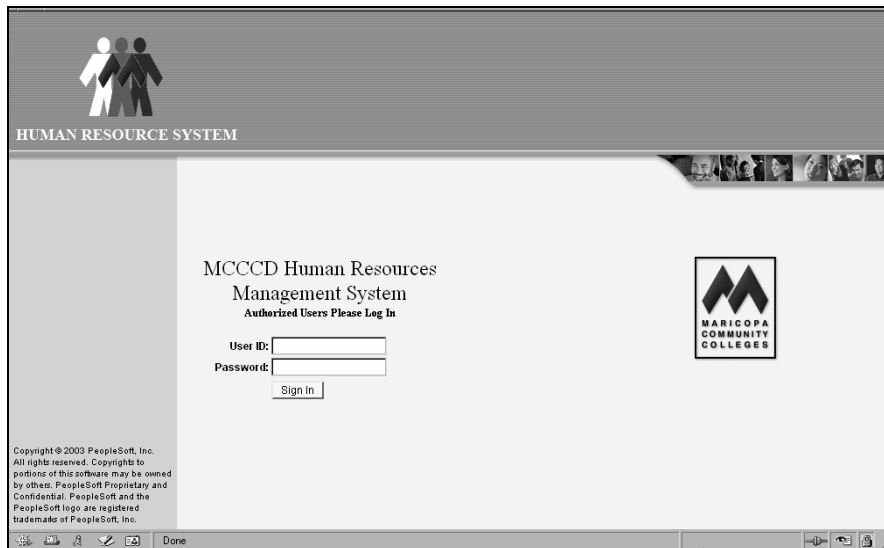 HUMAN RESOURCE SYSTEM
MCCCD Human Resources
Management System
Authorized Users Please Log In
User ID:
Password:
Sign In
MARICOPA
COMMUNITY
COLLEGES
Copyright © 2003 PeopleSoft, Inc.
All rights reserved. Copyrights to
portions of this software may be owned
by others. PeopleSoft Proprietary and
Confidential. PeopleSoft and the
PeopleSoft logo are registered
trademarks of PeopleSoft, Inc.
Done